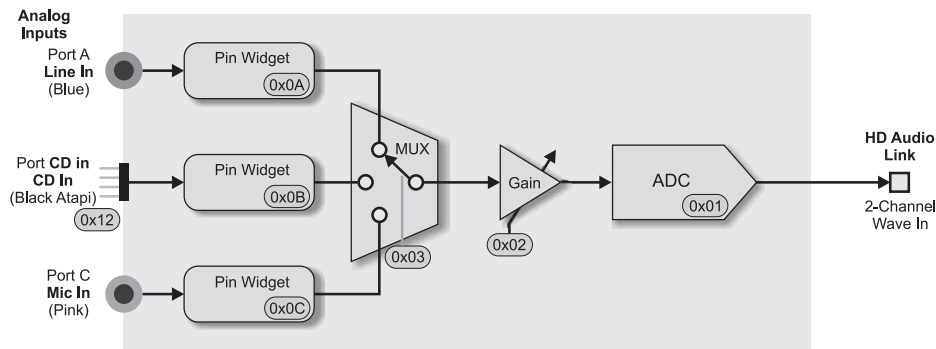 Analog
Inputs
Port A
Line In
(Blue)
Pin Widget
0x0A
Port CD in
CD In
(Black Atapi)
0x12
Pin Widget
0x0B
Port C
Mic In
(Pink)
Pin Widget
0x0C
MUX
0x03
Gain
0x02
ADC
0x01
HD Audio
Link
2-Channel
Wave In